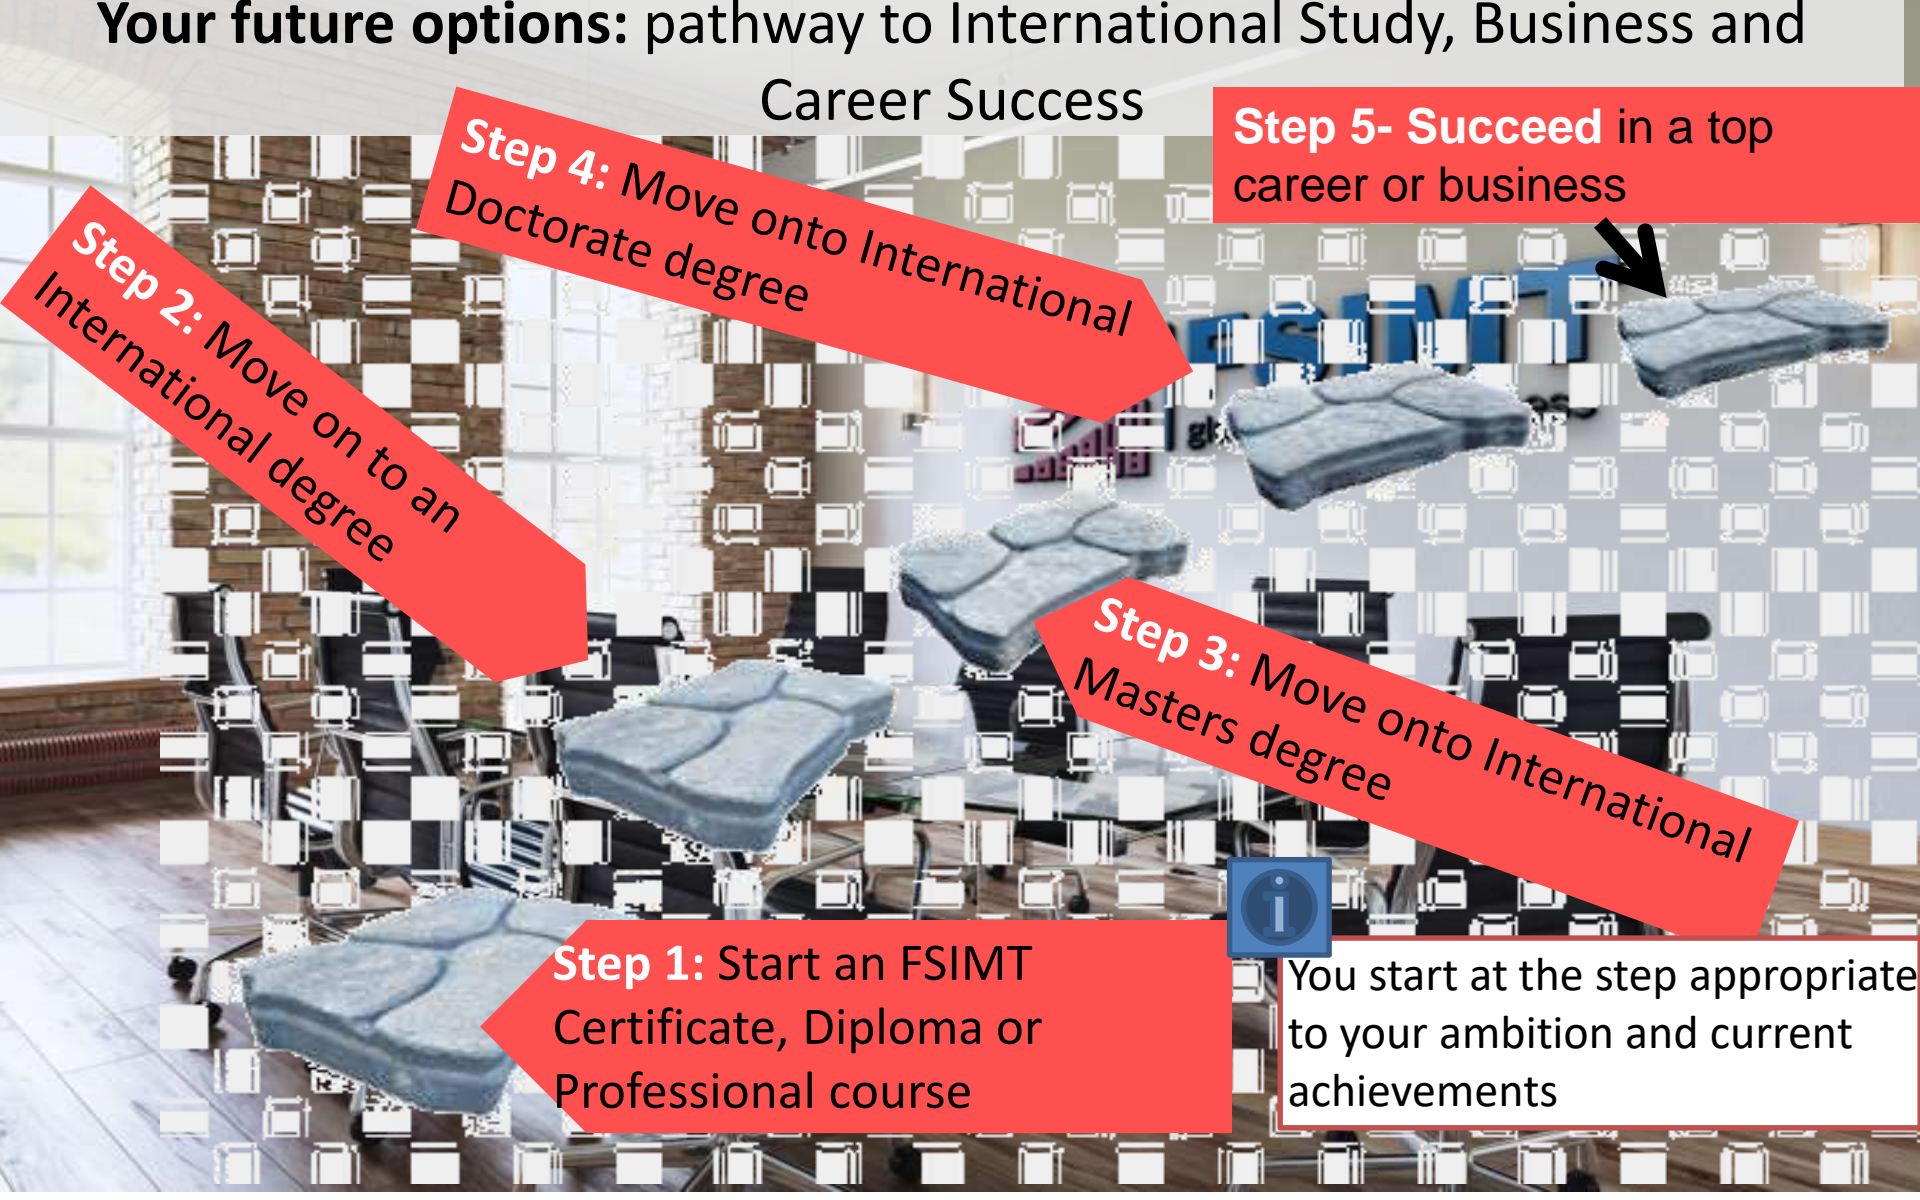 Your future options: pathway to International Study, Business and
Career Success
Step 5- Succeed in a top
career or business
Step 4: Move onto International
Doctorate degree
Step 2: Move on to an
International degree
FSIMT
Step 3: Move onto International
Masters degree
Step 1: Start an FSIMT
Certificate, Diploma or
Professional course
i
You start at the step appropriate
to your ambition and current
achievements